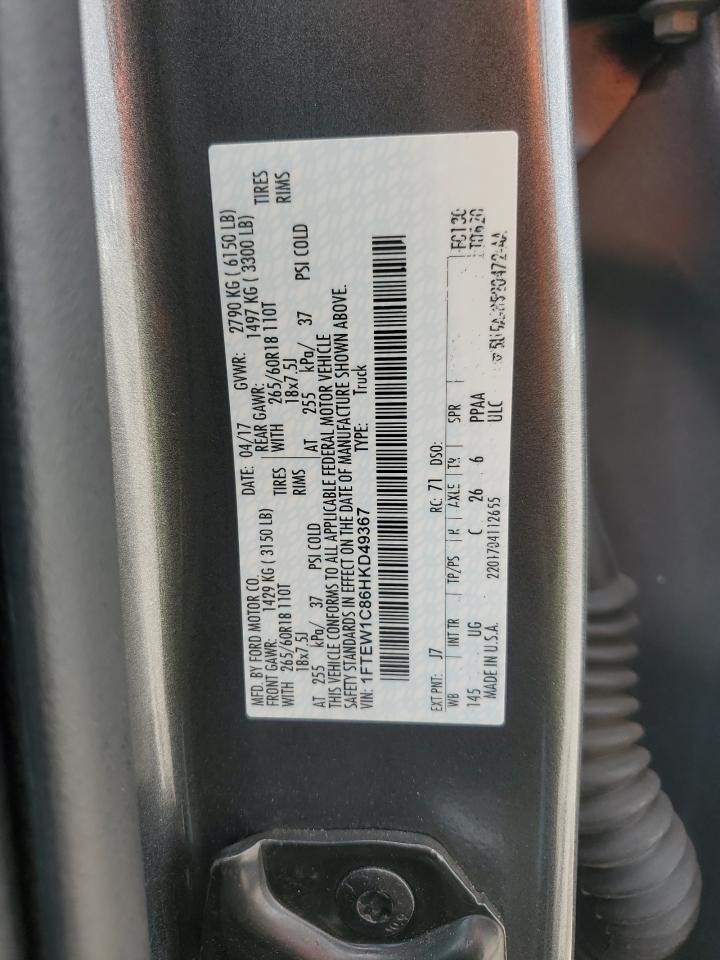 MFD. BY FORD MOTOR CO. DATE: 04/17 GVWR: 2790 KG ( 6150 LB)
FRONT GAWR: 1429 KG ( 3150 LB) REAR GAWR: 1497 KG ( 3300 LB)
WITH 265/60R18 110T TIRES WITH 265/60R18 110T TIRES
18x7.5J RIMS 18x7.5J RIMS
AT 255 kPa/ 37 PSI COLD AT 255 kPa/ 37 PSI COLD
THIS VEHICLE CONFORMS TO ALL APPLICABLE FEDERAL MOTOR VEHICLE
SAFETY STANDARDS IN EFFECT ON THE DATE OF MANUFACTURE SHOWN ABOVE.
VIN: 1FTEW1C86HKD49367 TYPE: Truck
EXT PNT: J7 RC: 71 DSO:
WB INT TR TP/PS R AXLE TR SPR
145 UG C 26 6 PPAA
MADE IN U.S.A. 2201704112655 ULC